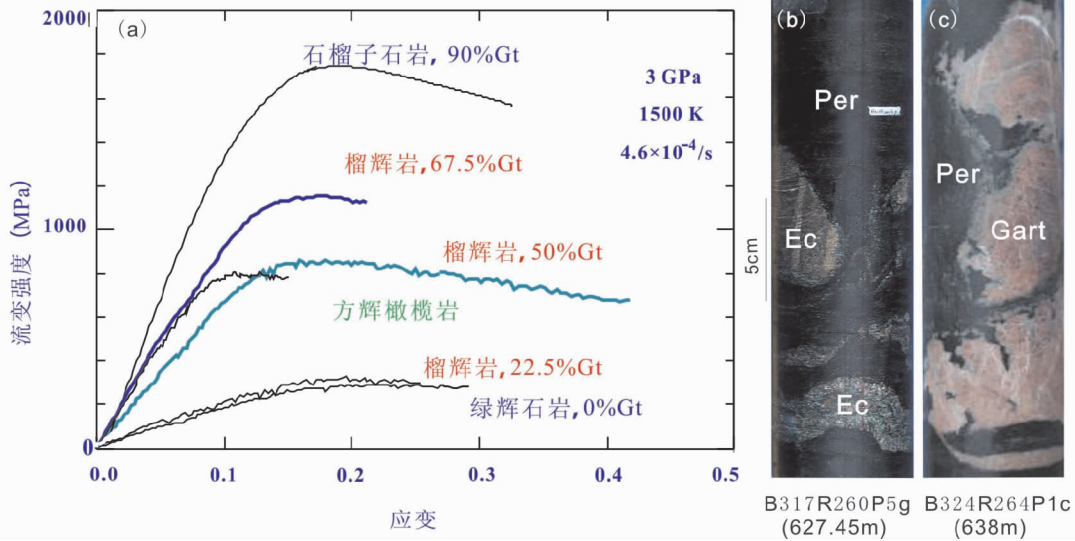 (a)
2000
1000
0
流变强度 (MPa)
石榴子石岩, 90%Gt
3 GPa
1500 K
4.6×10⁻⁴/s
榴辉岩,67.5%Gt
榴辉岩,50%Gt
方辉橄榄岩
榴辉岩,22.5%Gt
绿辉石岩,0%Gt
0.0 0.1 0.2 0.3 0.4 0.5
应变
(b)
Per
Ec
Ec
5cm
B317R260P5g
(627.45m)
(c)
Per
Gart
B324R264P1c
(638m)